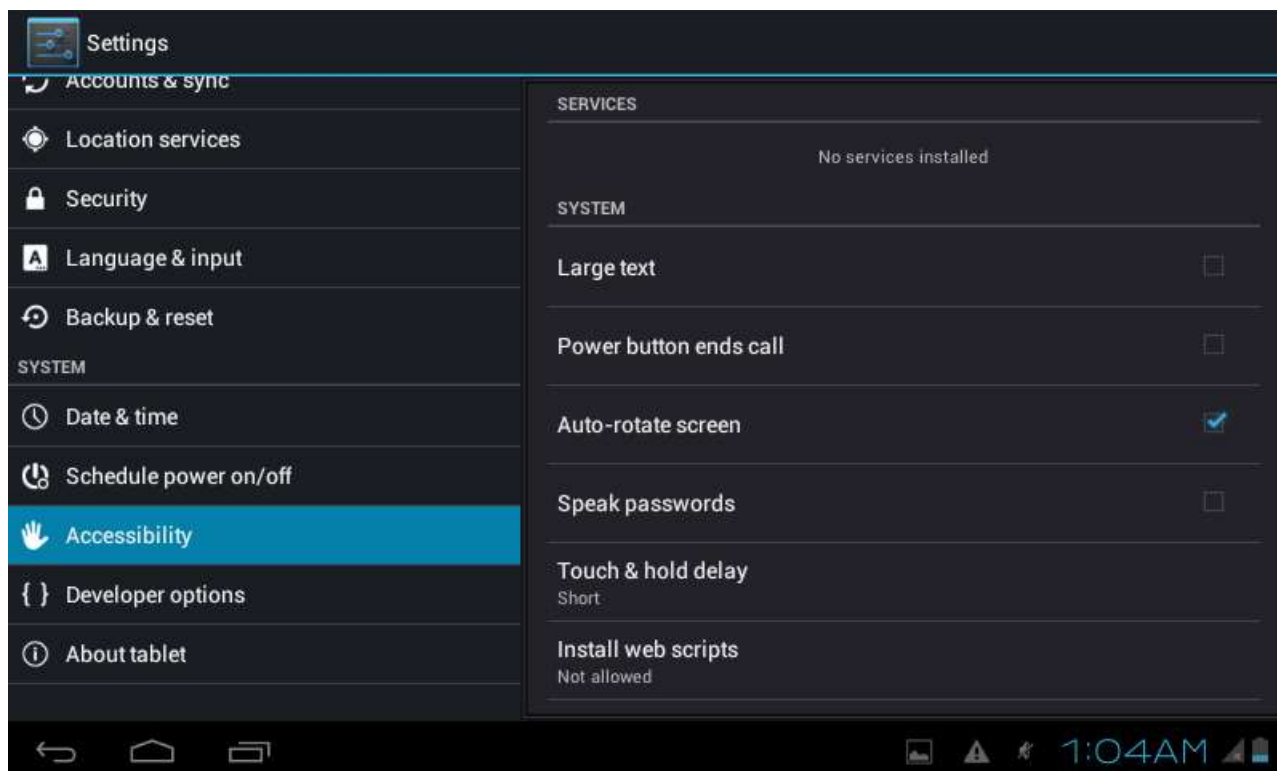 Settings
Accounts & sync
Location services
Security
Language & input
Backup & reset
SYSTEM
Date & time
Schedule power on/off
Accessibility
{ } Developer options
About tablet
SERVICES
No services installed
SYSTEM
Large text
Power button ends call
Auto-rotate screen
Speak passwords
Touch & hold delay
Short
Install web scripts
Not allowed
1:04AM